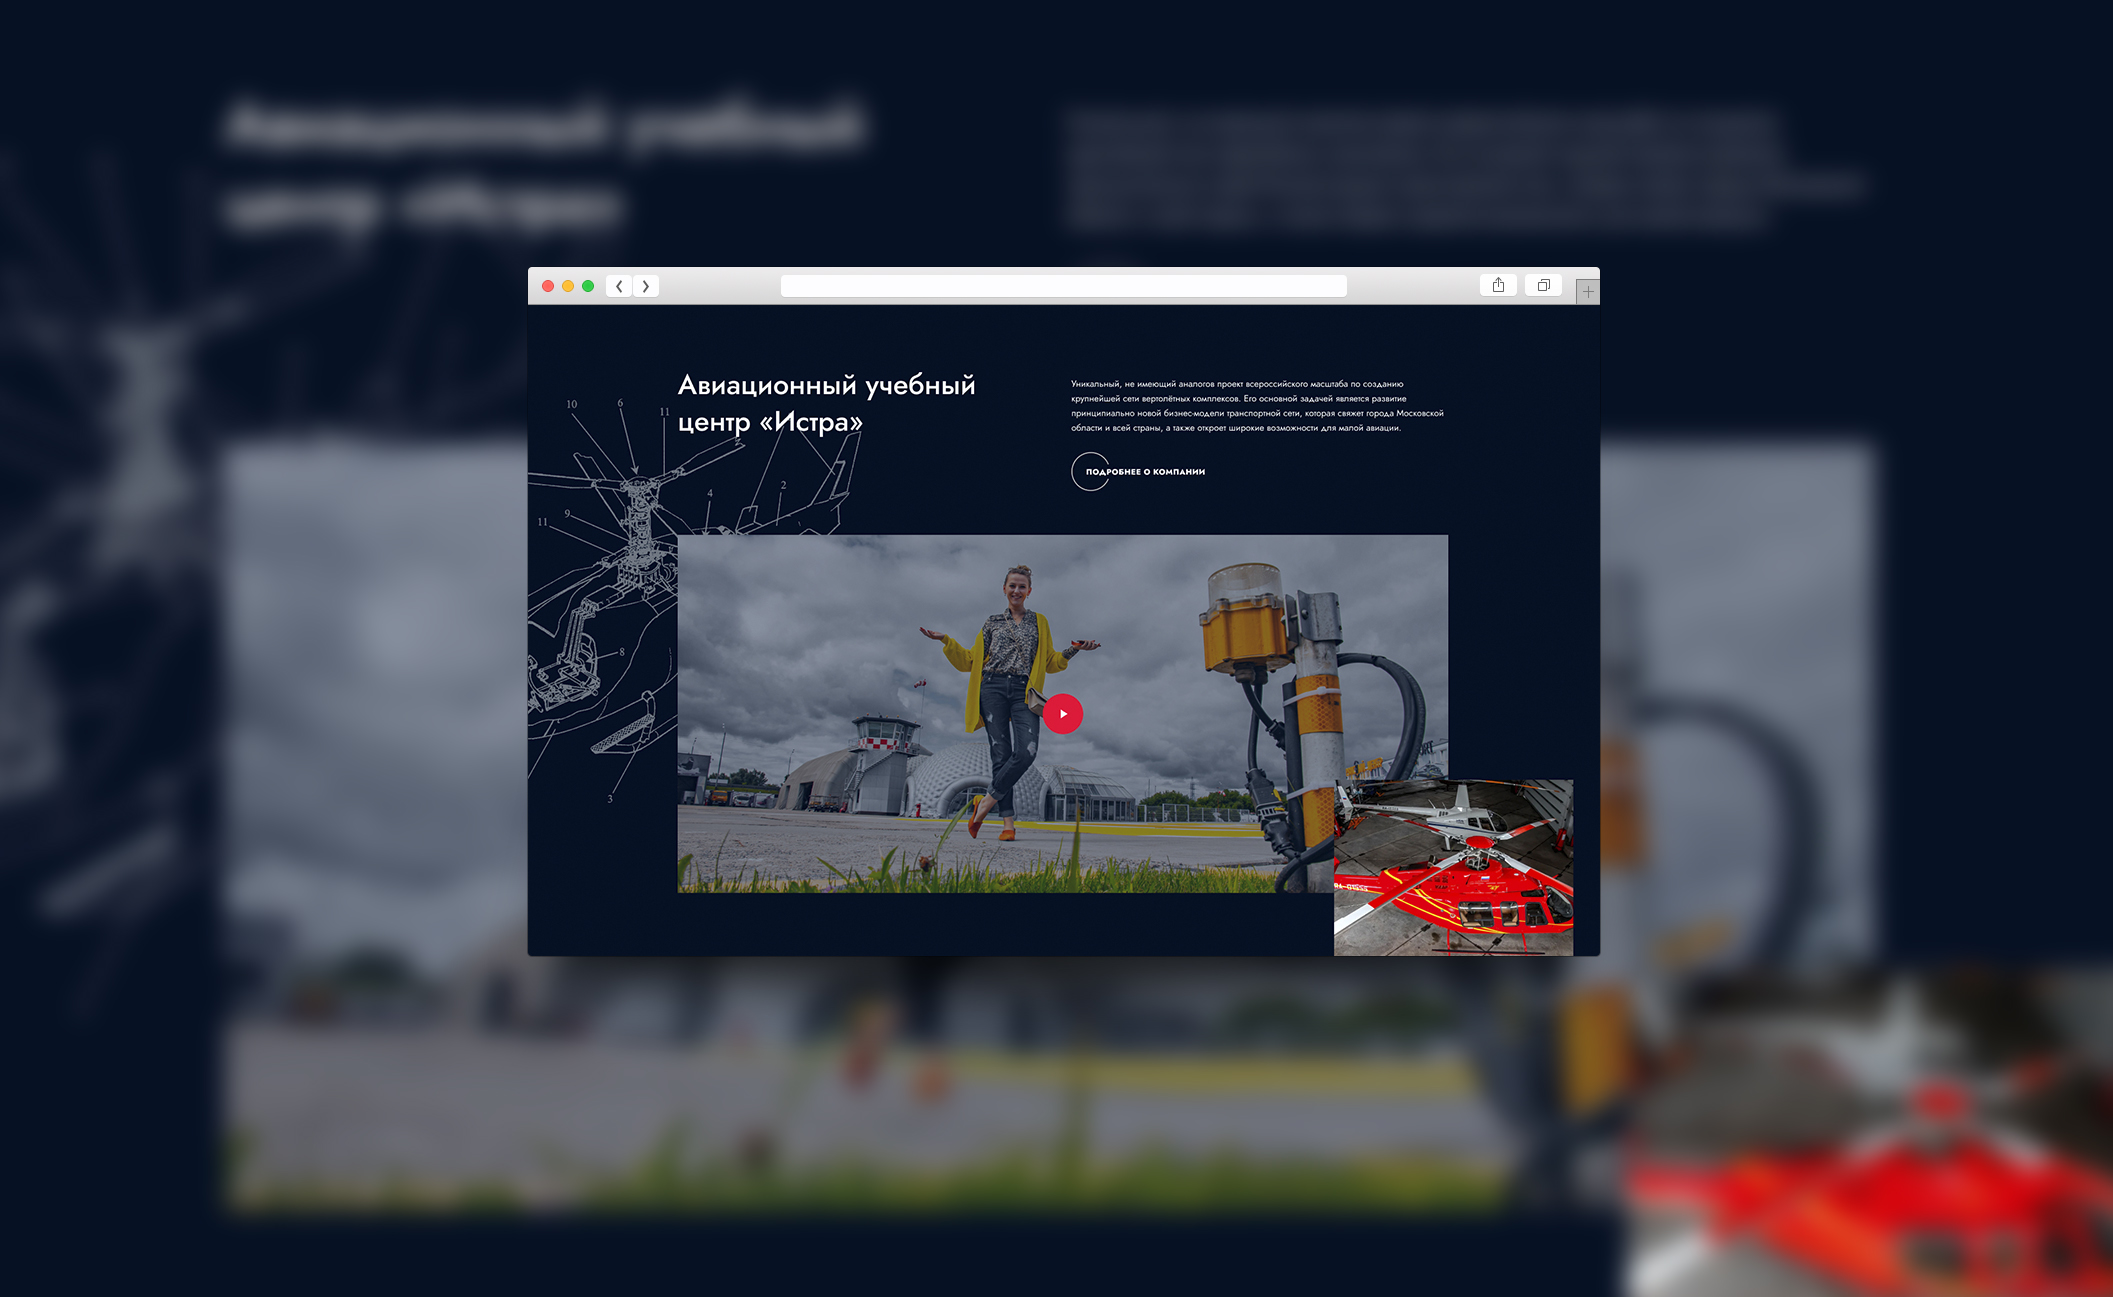 Авиационный учебный
центр «Истра»
Уникальный, не имеющий аналогов проект всероссийского масштаба по созданию
крупнейшей сети вертолётных комплексов. Его основной задачей является развитие
принципиально новой бизнес-модели транспортной сети, которая свяжет города Московской
области и всей страны, а также откроет широкие возможности для малой авиации.
ПОДРОБНЕЕ О КОМПАНИИ
10
6
11
4
2
9
11
8
3